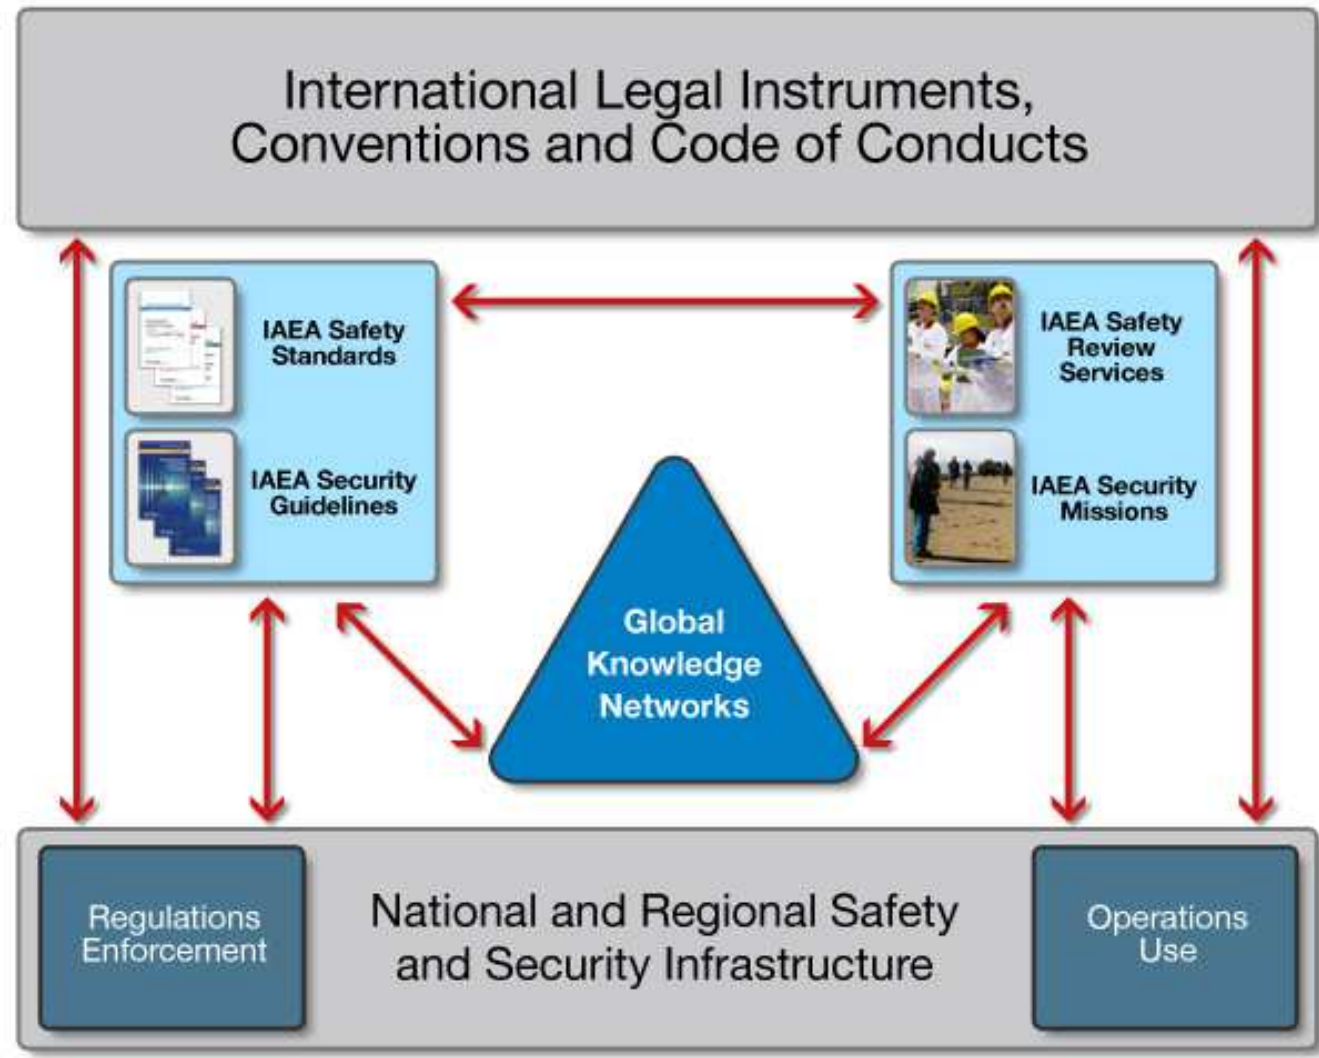 International Legal Instruments,
Conventions and Code of Conducts
IAEA Safety
Standards
IAEA Security
Guidelines
IAEA Safety
Review
Services
IAEA Security
Missions
Global
Knowledge
Networks
Regulations
Enforcement
National and Regional Safety
and Security Infrastructure
Operations
Use